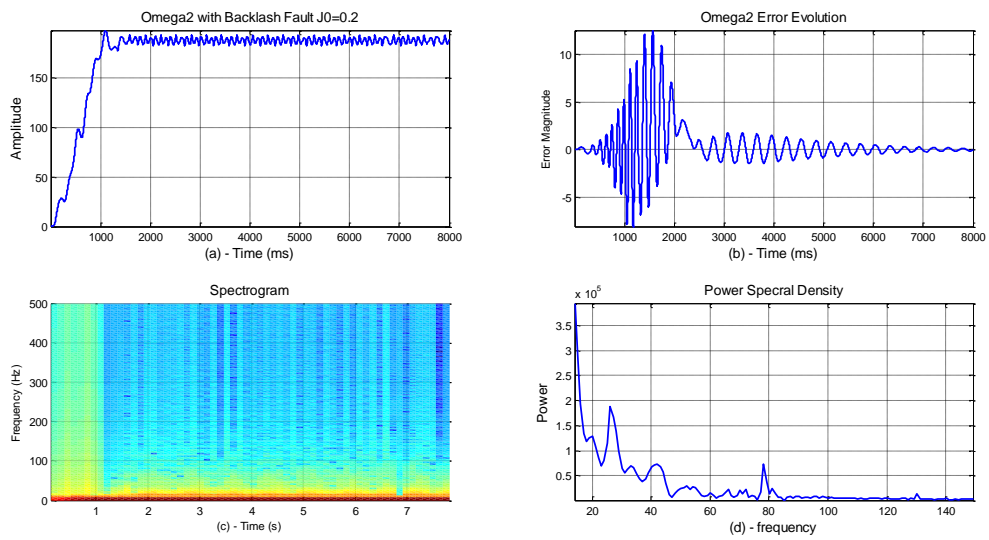 Omega2 with Backlash Fault J0=0.2
Amplitude
150
100
50
0
1000 2000 3000 4000 5000 6000 7000 8000
(a) - Time (ms)
Omega2 Error Evolution
Error Magnitude
10
5
0
-5
1000 2000 3000 4000 5000 6000 7000 8000
(b) - Time (ms)
Spectrogram
Frequency (Hz)
500
400
300
200
100
0
1 2 3 4 5 6 7
(c) - Time (s)
Power Specral Density
x 10^5
Power
3.5
3
2.5
2
1.5
1
0.5
20 40 60 80 100 120 140
(d) - frequency